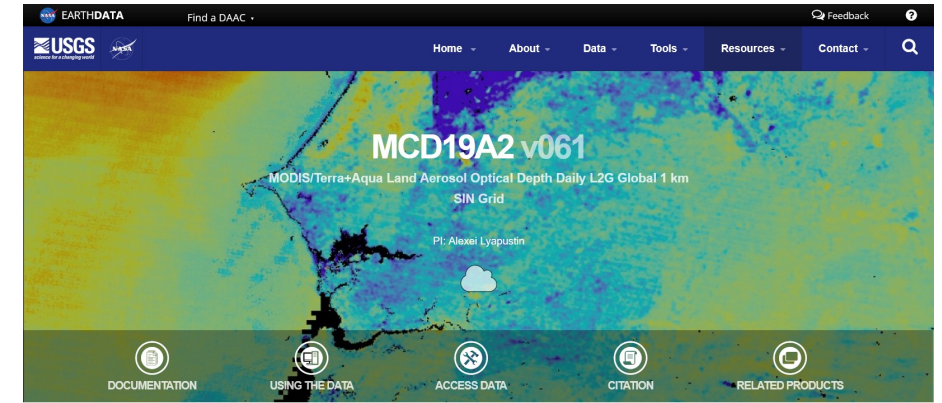 NASA EARTHDATA Find a DAAC Feedback ?
USGS
science for a changing world
NASA
Home About Data Tools Resources Contact
MCD19A2 v061
MODIS/Terra+Aqua Land Aerosol Optical Depth Daily L2G Global 1 km
SIN Grid
PI: Alexei Lyapustin
DOCUMENTATION USING THE DATA ACCESS DATA CITATION RELATED PRODUCTS